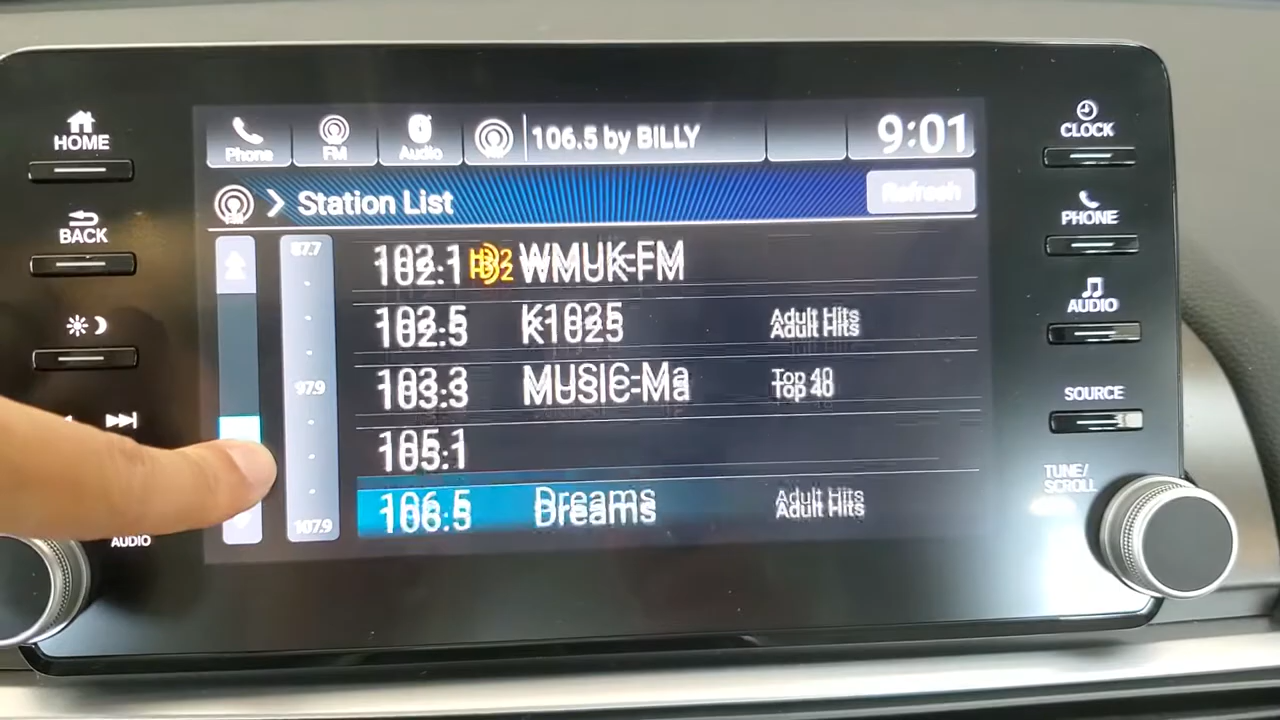 HOME
BACK
AUDIO
Phone
FM
Audio
106.5 by BILLY
9:01
Station List
Refresh
87.7
97.9
107.9
102.1 HD2 WMUK-FM
102.5 K1025 Adult Hits
103.3 MUSIC-Ma Top 40
105.1
106.5 Dreams Adult Hits
CLOCK
PHONE
AUDIO
SOURCE
TUNE/
SCROLL